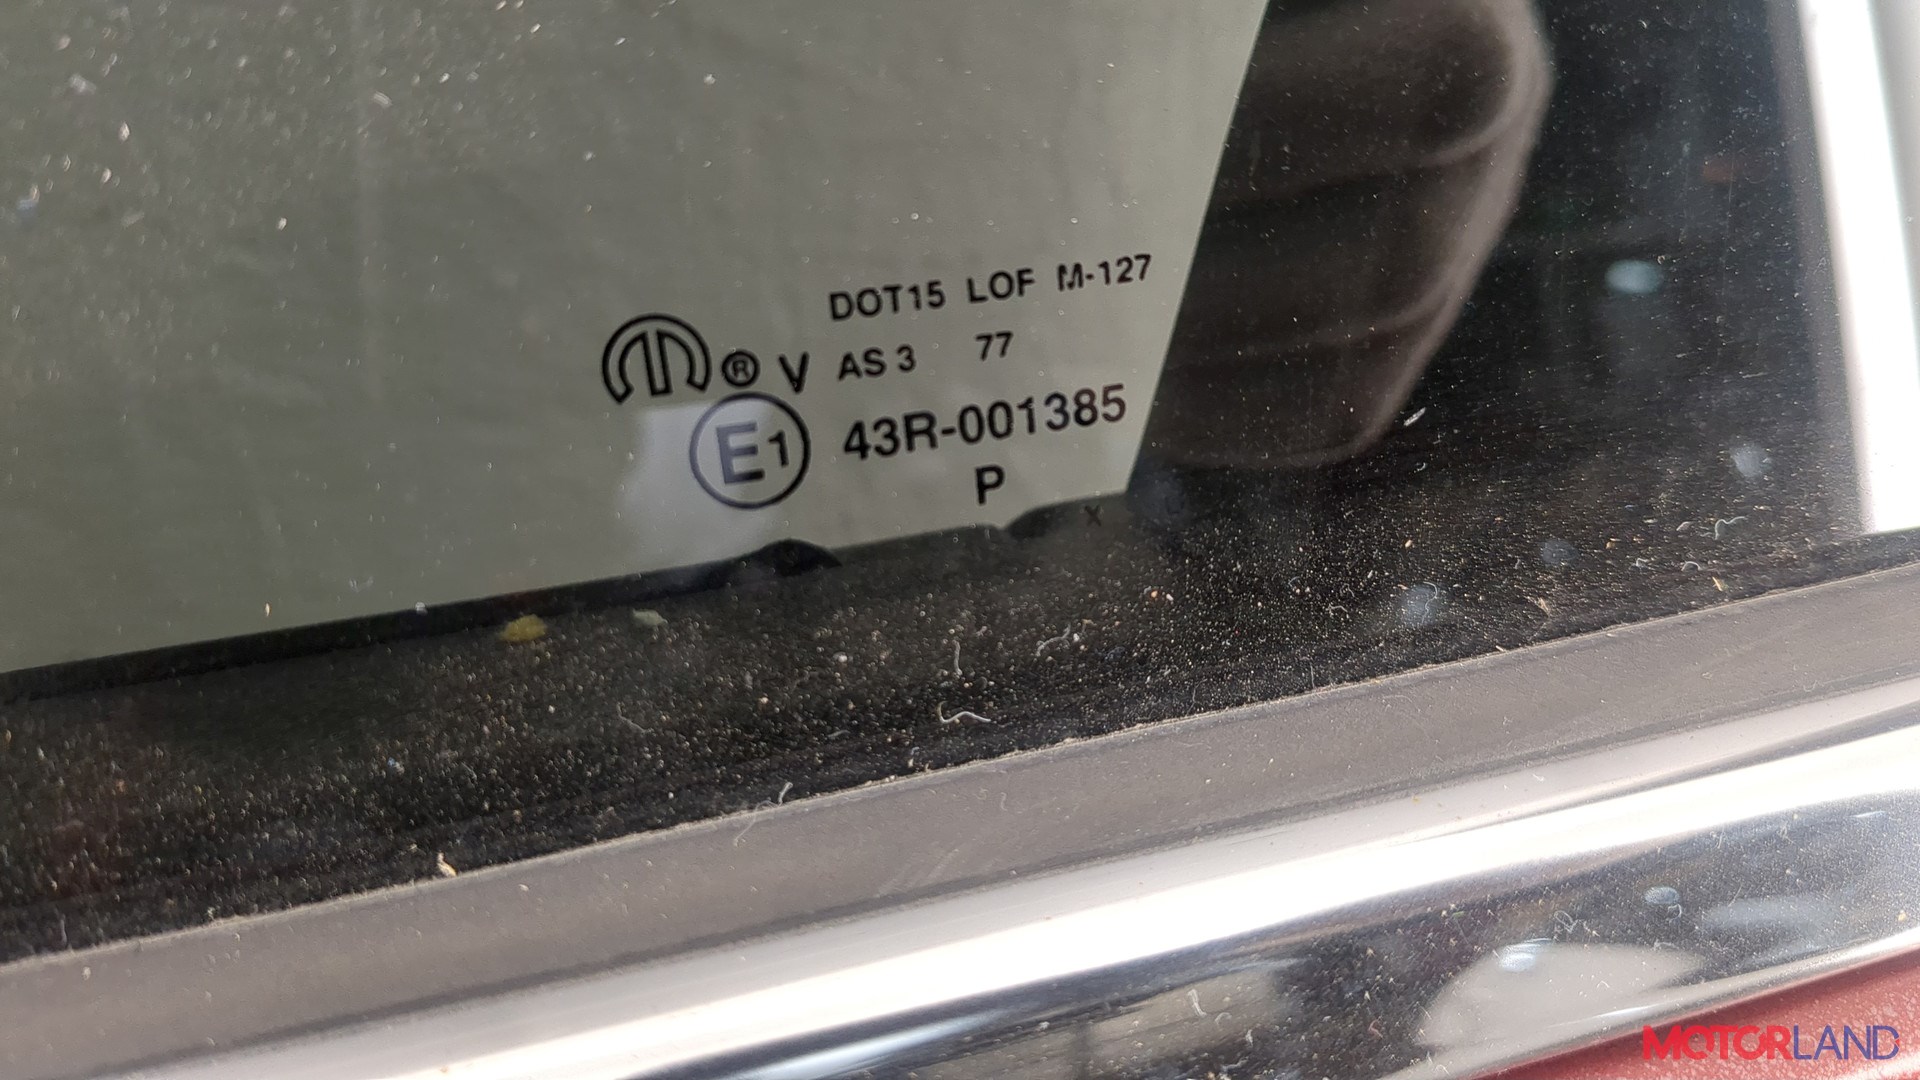 DOT15 LOF M-127
® V AS 3 77
E1 43R-001385
P
x
MOTORLAND